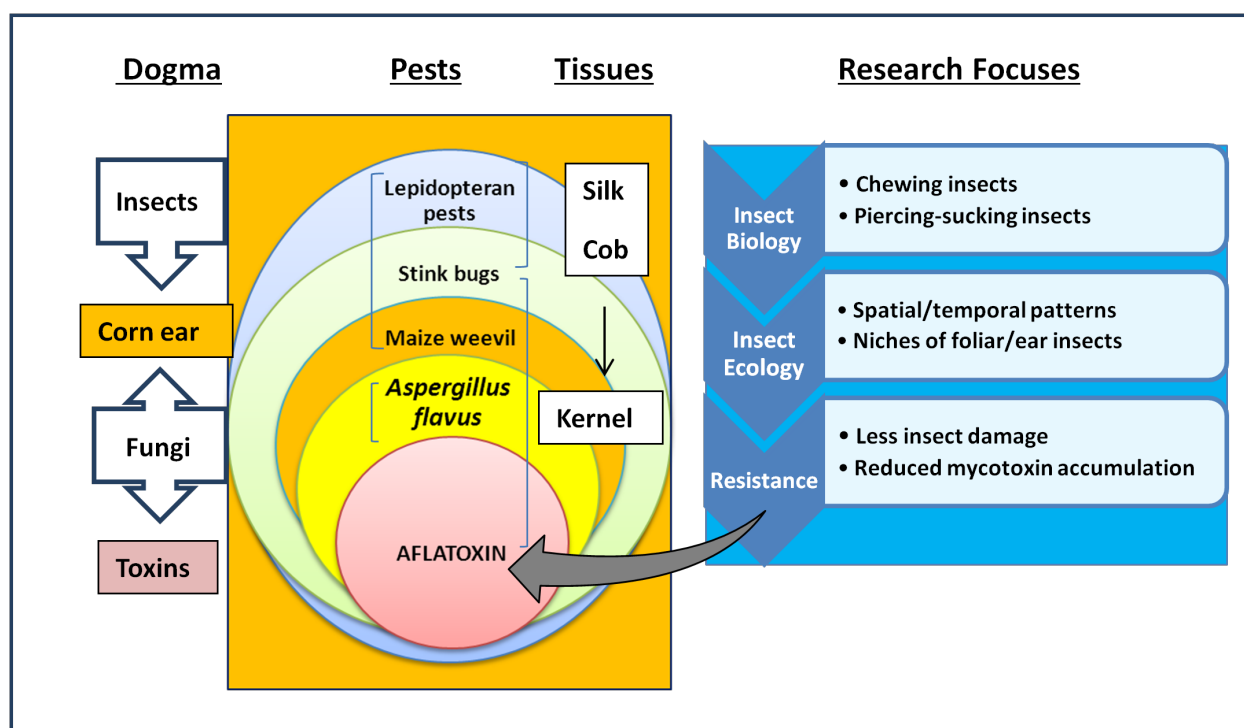 Dogma
Pests
Tissues
Research Focuses
Insects
Corn ear
Fungi
Toxins
Lepidopteran
pests
Stink bugs
Maize weevil
Aspergillus
flavus
AFLATOXIN
Silk
Cob
Kernel
Insect
Biology
• Chewing insects
• Piercing-sucking insects
Insect
Ecology
• Spatial/temporal patterns
• Niches of foliar/ear insects
Resistance
• Less insect damage
• Reduced mycotoxin accumulation